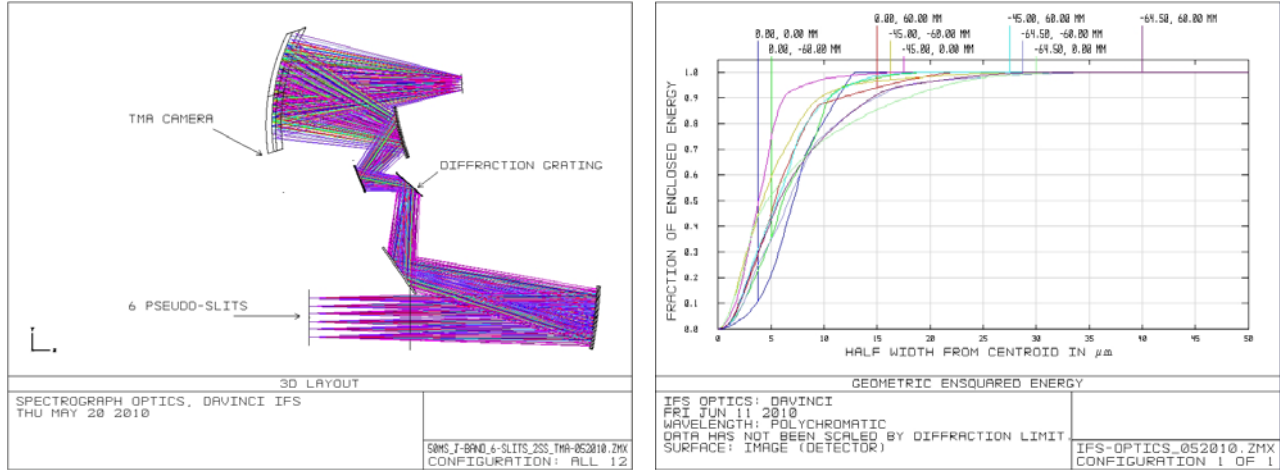 TMA CAMERA
DIFFRACTION GRATING
6 PSEUDO-SLITS
Y
Z
3D LAYOUT
SPECTROGRAPH OPTICS, DAVINCI IFS
THU MAY 20 2010
50MS_J-BAND_6-SLITS_2SS_TMA-052010.ZMX
CONFIGURATION: ALL 12
0.00, 60.00 MM
-45.00, 60.00 MM
-64.50, 60.00 MM
0.00, 0.00 MM
-45.00, -60.00 MM
-64.50, -60.00 MM
0.00, -60.00 MM
-45.00, 0.00 MM
-64.50, 0.00 MM
1.0
0.9
0.8
0.7
0.6
0.5
0.4
0.3
0.2
0.1
0.0
FRACTION OF ENCLOSED ENERGY
0 5 10 15 20 25 30 35 40 45 50
HALF WIDTH FROM CENTROID IN µm
GEOMETRIC ENSQUARED ENERGY
IFS OPTICS: DAVINCI
FRI JUN 11 2010
WAVELENGTH: POLYCHROMATIC
DATA HAS NOT BEEN SCALED BY DIFFRACTION LIMIT.
SURFACE: IMAGE (DETECTOR)
IFS-OPTICS_052010.ZMX
CONFIGURATION 1 OF 1